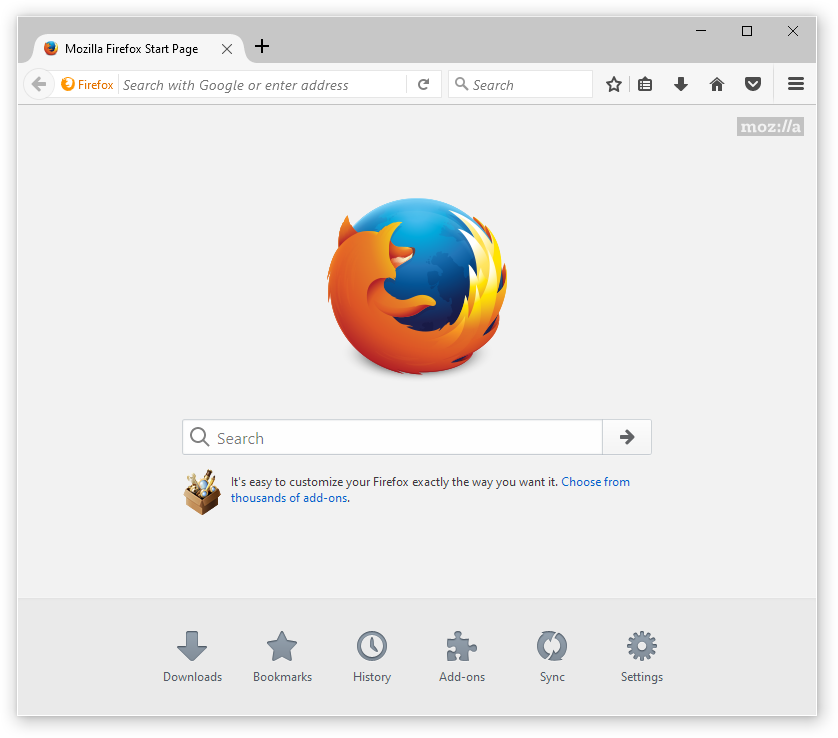 Mozilla Firefox Start Page
Firefox Search with Google or enter address
Search
moz://a
Search
It's easy to customize your Firefox exactly the way you want it. Choose from
thousands of add-ons.
Downloads Bookmarks History Add-ons Sync Settings